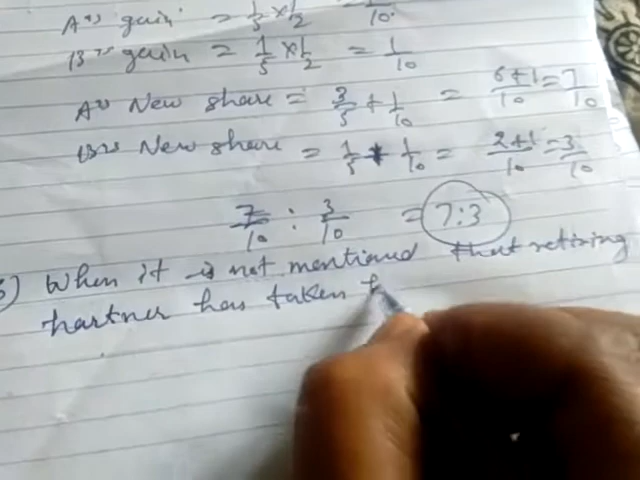 A's gain = 1/5 × 1/2 = 1/10
B's gain = 1/5 × 1/2 = 1/10
A's New share = 3/5 + 1/10 = 6+1/10 = 7/10
B's New share = 1/5 + 1/10 = 2+1/10 = 3/10
7/10 : 3/10 = 7:3
3) When it is not mentioned that retiring
partner has taken